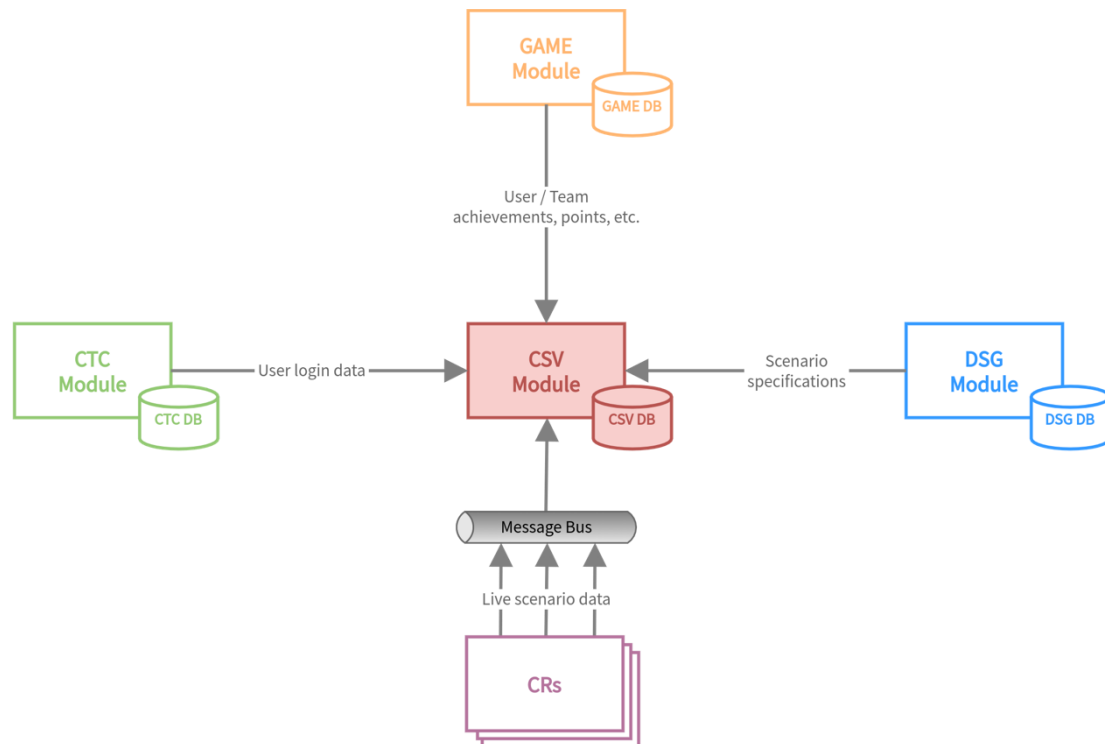 GAME
Module
GAME DB
User / Team
achievements, points, etc.
CTC
Module
CTC DB
User login data
CSV
Module
CSV DB
Scenario
specifications
DSG
Module
DSG DB
Message Bus
Live scenario data
CRs